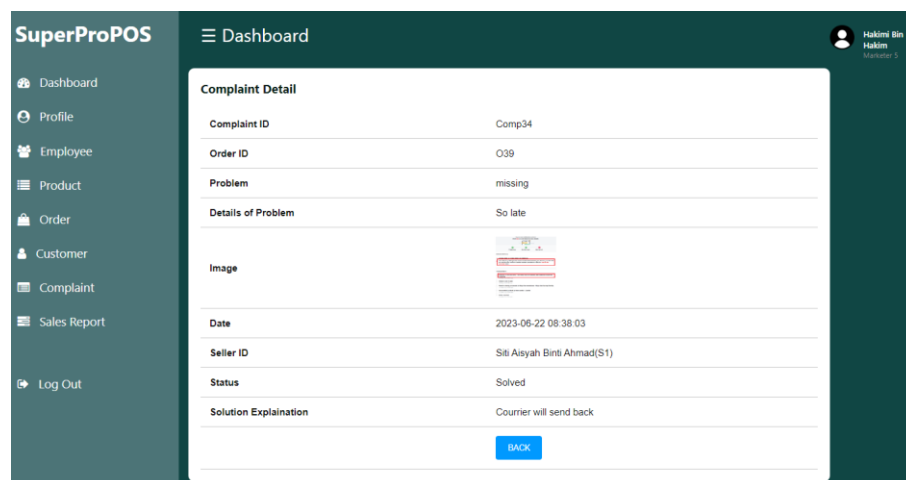 SuperProPOS
☰ Dashboard
Hakimi Bin
Hakim
Marketer 5
Dashboard
Profile
Employee
Product
Order
Customer
Complaint
Sales Report
Log Out
Complaint Detail
Complaint ID Comp34
Order ID O39
Problem missing
Details of Problem So late
Image
Date 2023-06-22 08:38:03
Seller ID Siti Aisyah Binti Ahmad(S1)
Status Solved
Solution Explaination Courrier will send back
BACK